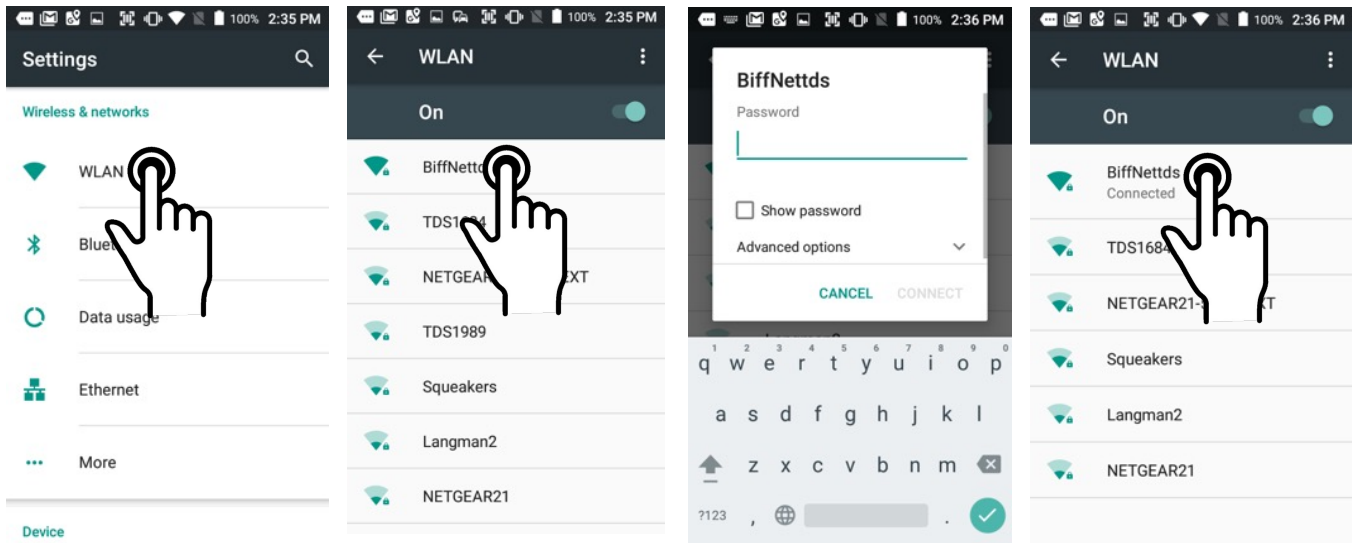 100% 2:35 PM
Settings
Wireless & networks
WLAN
Data usage
Ethernet
More
Device
100% 2:35 PM
WLAN
On
TDS1989
Squeakers
Langman2
NETGEAR21
100% 2:36 PM
BiffNettds
Password
Show password
Advanced options
CANCEL CONNECT
1 2 3 4 5 6 7 8 9 0
q w e r t y u i o p
a s d f g h j k l
z x c v b n m
?123 , .
100% 2:36 PM
WLAN
On
BiffNettds
Connected
Squeakers
Langman2
NETGEAR21